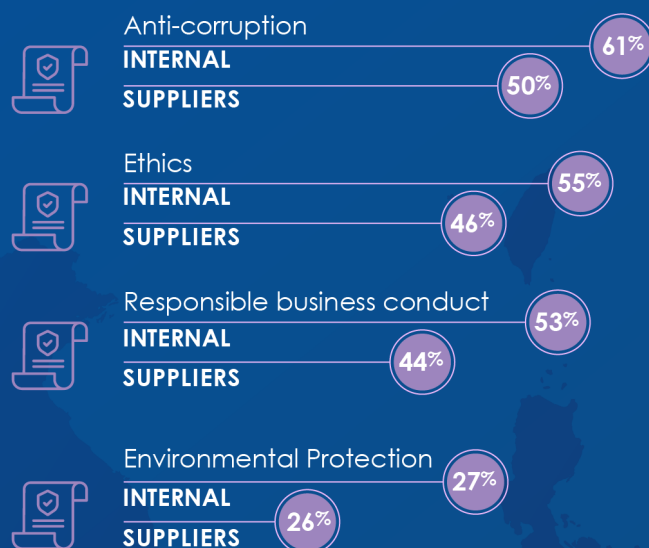 Anti-corruption
61%
INTERNAL
50%
SUPPLIERS
Ethics
55%
INTERNAL
46%
SUPPLIERS
Responsible business conduct
53%
INTERNAL
44%
SUPPLIERS
Environmental Protection
27%
INTERNAL
26%
SUPPLIERS